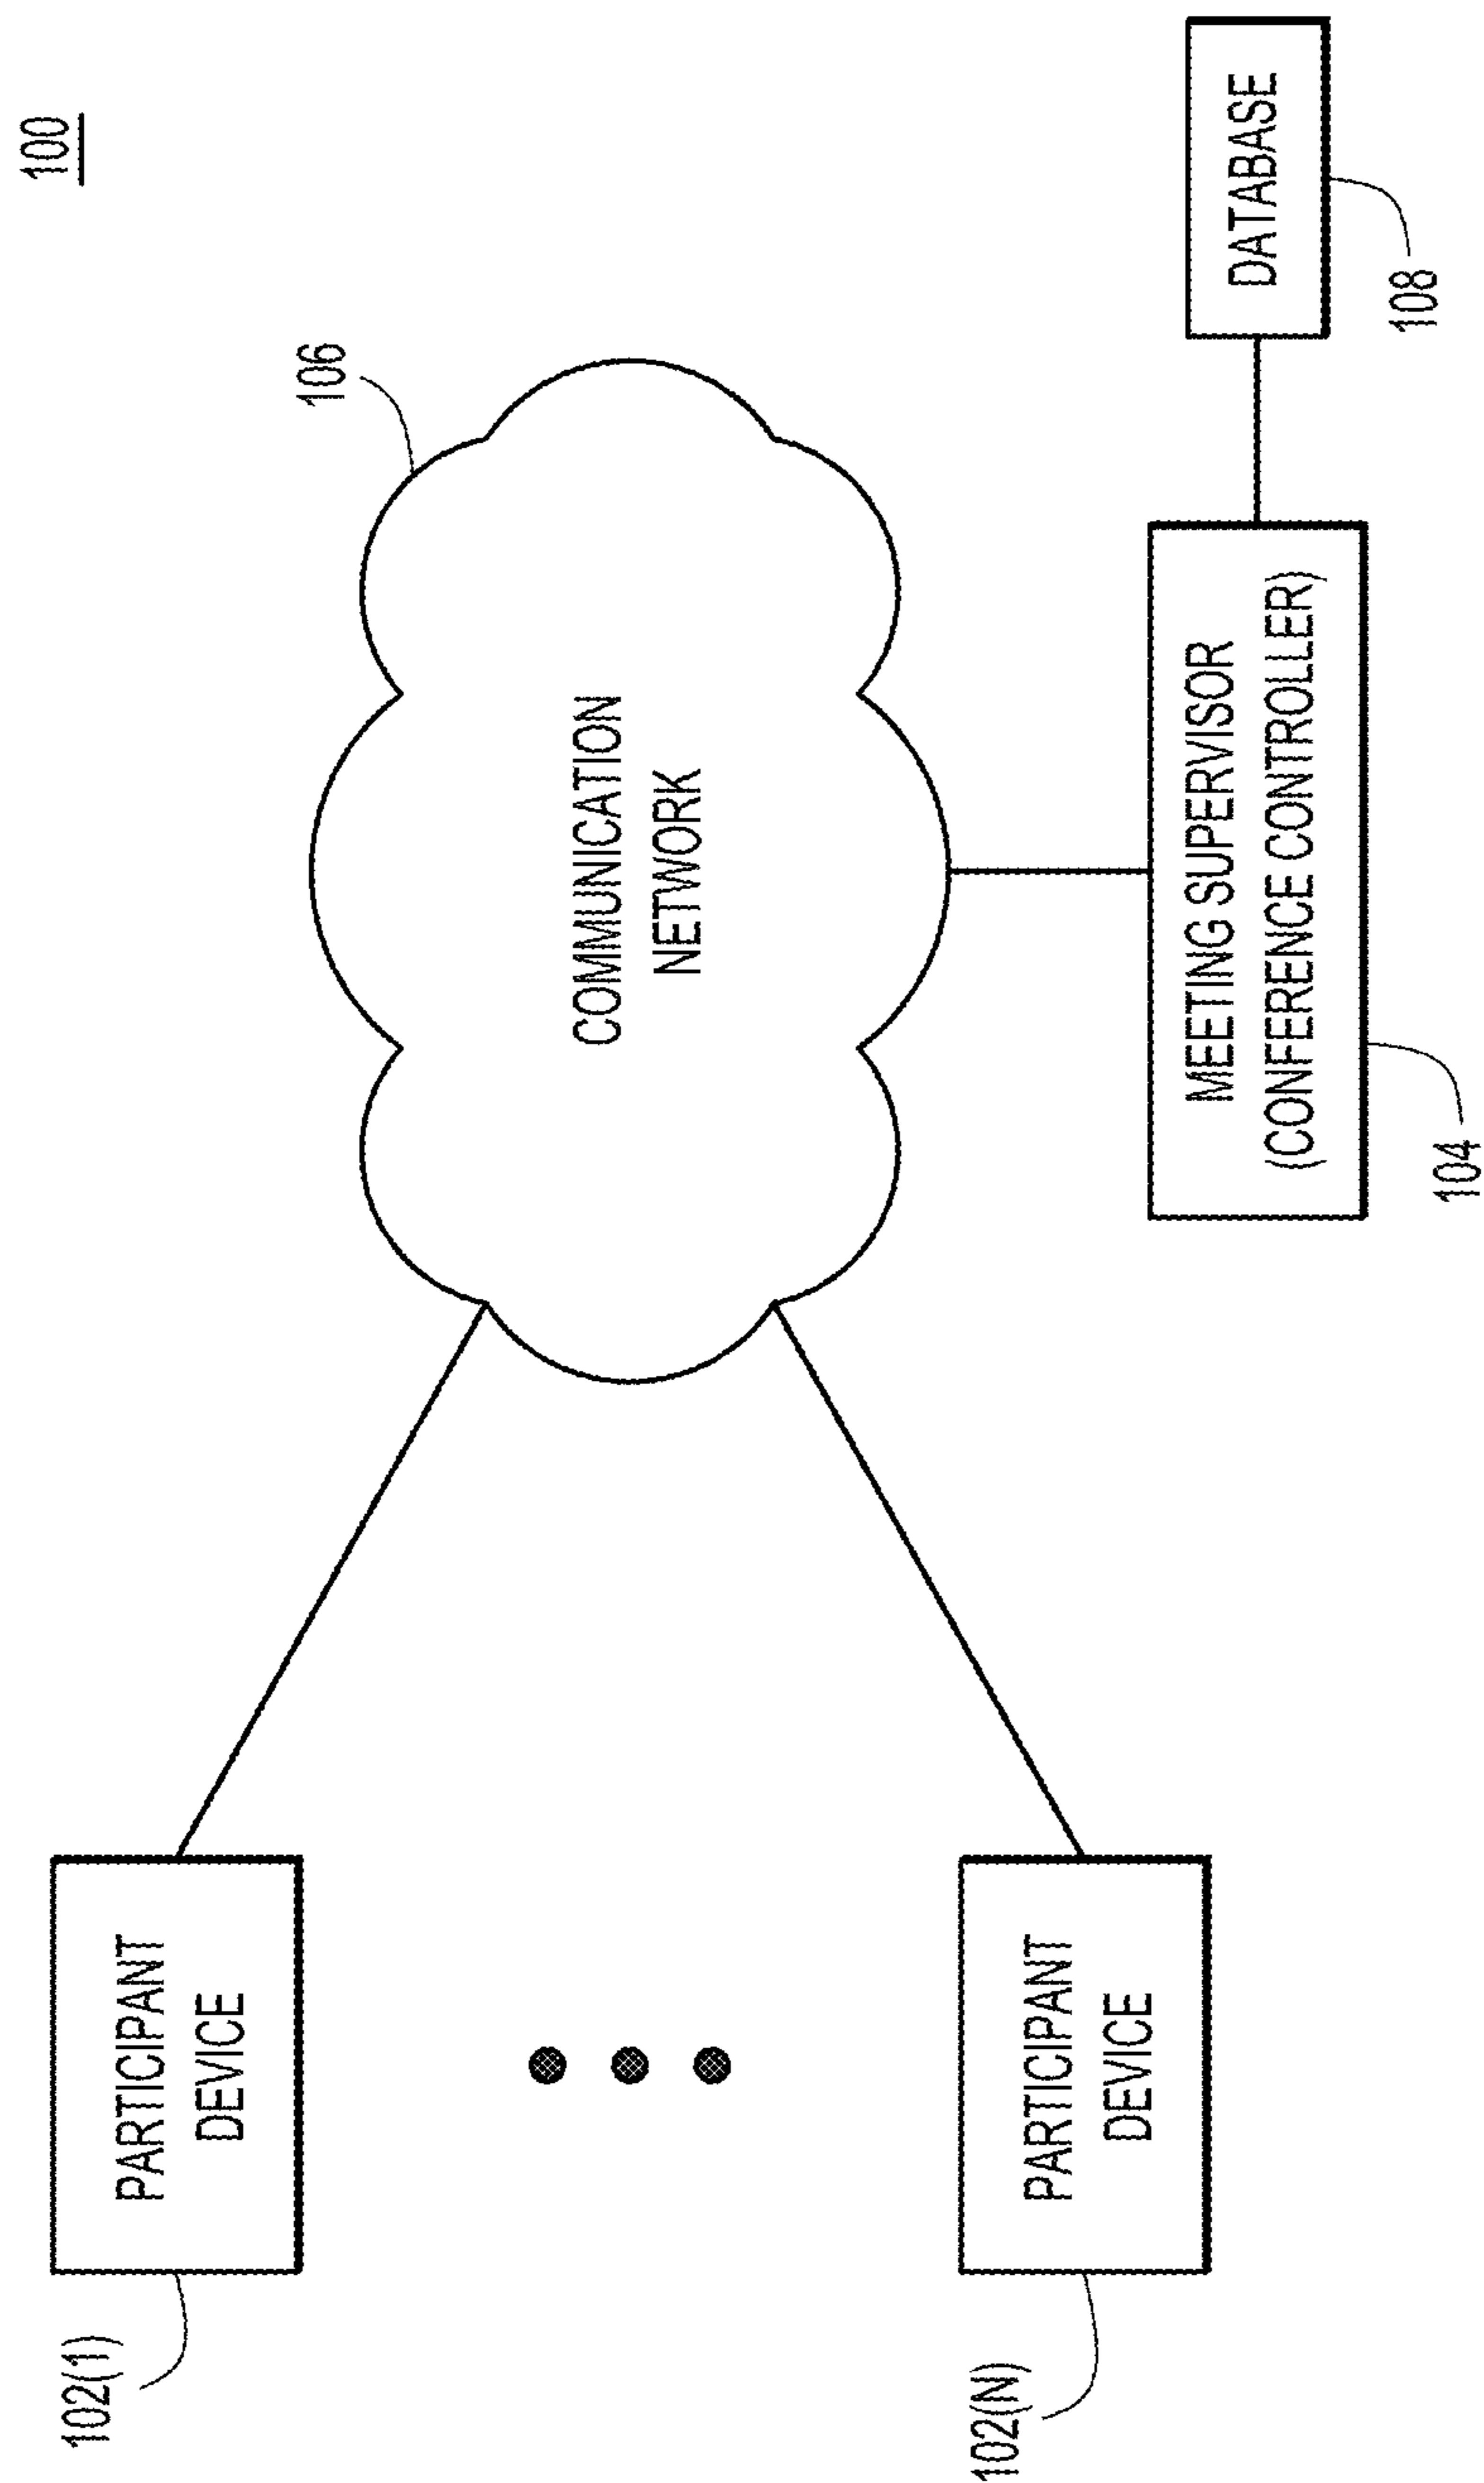 100
102(1)
PARTICIPANT
DEVICE
106
COMMUNICATION
NETWORK
102(N)
PARTICIPANT
DEVICE
MEETING SUPERVISOR
(CONFERENCE CONTROLLER)
104
DATABASE
108